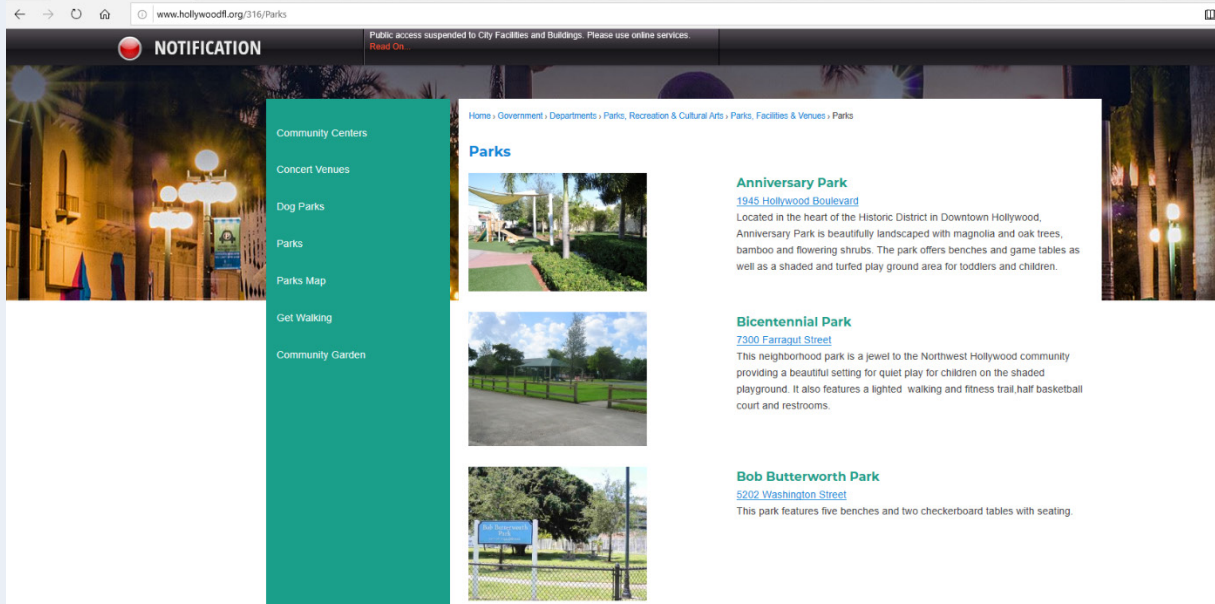 www.hollywoodfl.org/316/Parks
NOTIFICATION
Public access suspended to City Facilities and Buildings. Please use online services.
Read On...
Community Centers
Concert Venues
Dog Parks
Parks
Parks Map
Get Walking
Community Garden
Home › Government › Departments › Parks, Recreation & Cultural Arts › Parks, Facilities & Venues › Parks
Parks
Anniversary Park
1945 Hollywood Boulevard
Located in the heart of the Historic District in Downtown Hollywood,
Anniversary Park is beautifully landscaped with magnolia and oak trees,
bamboo and flowering shrubs. The park offers benches and game tables as
well as a shaded and turfed play ground area for toddlers and children.
Bicentennial Park
7300 Farragut Street
This neighborhood park is a jewel to the Northwest Hollywood community
providing a beautiful setting for quiet play for children on the shaded
playground. It also features a lighted walking and fitness trail,half basketball
court and restrooms.
Bob Butterworth Park
5202 Washington Street
This park features five benches and two checkerboard tables with seating.
Bob Butterworth
Park